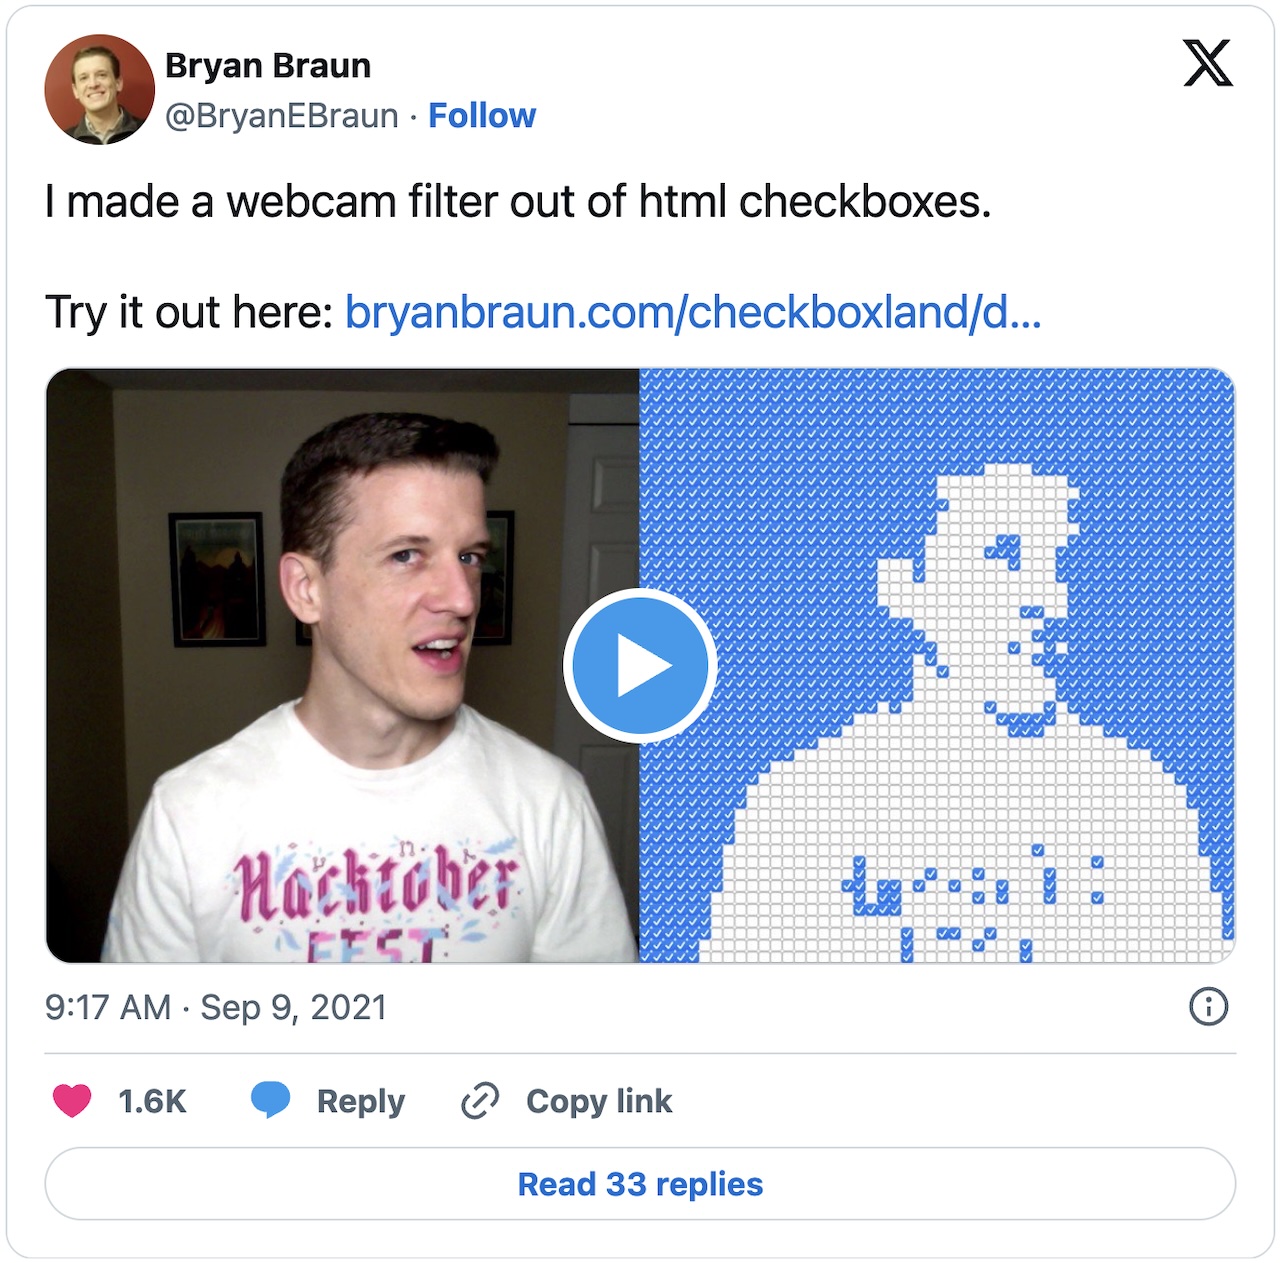 Bryan Braun
@BryanEBraun · Follow
I made a webcam filter out of html checkboxes.
Try it out here: bryanbraun.com/checkboxland/d...
Hacktober
FEST
9:17 AM · Sep 9, 2021
1.6K Reply Copy link
Read 33 replies